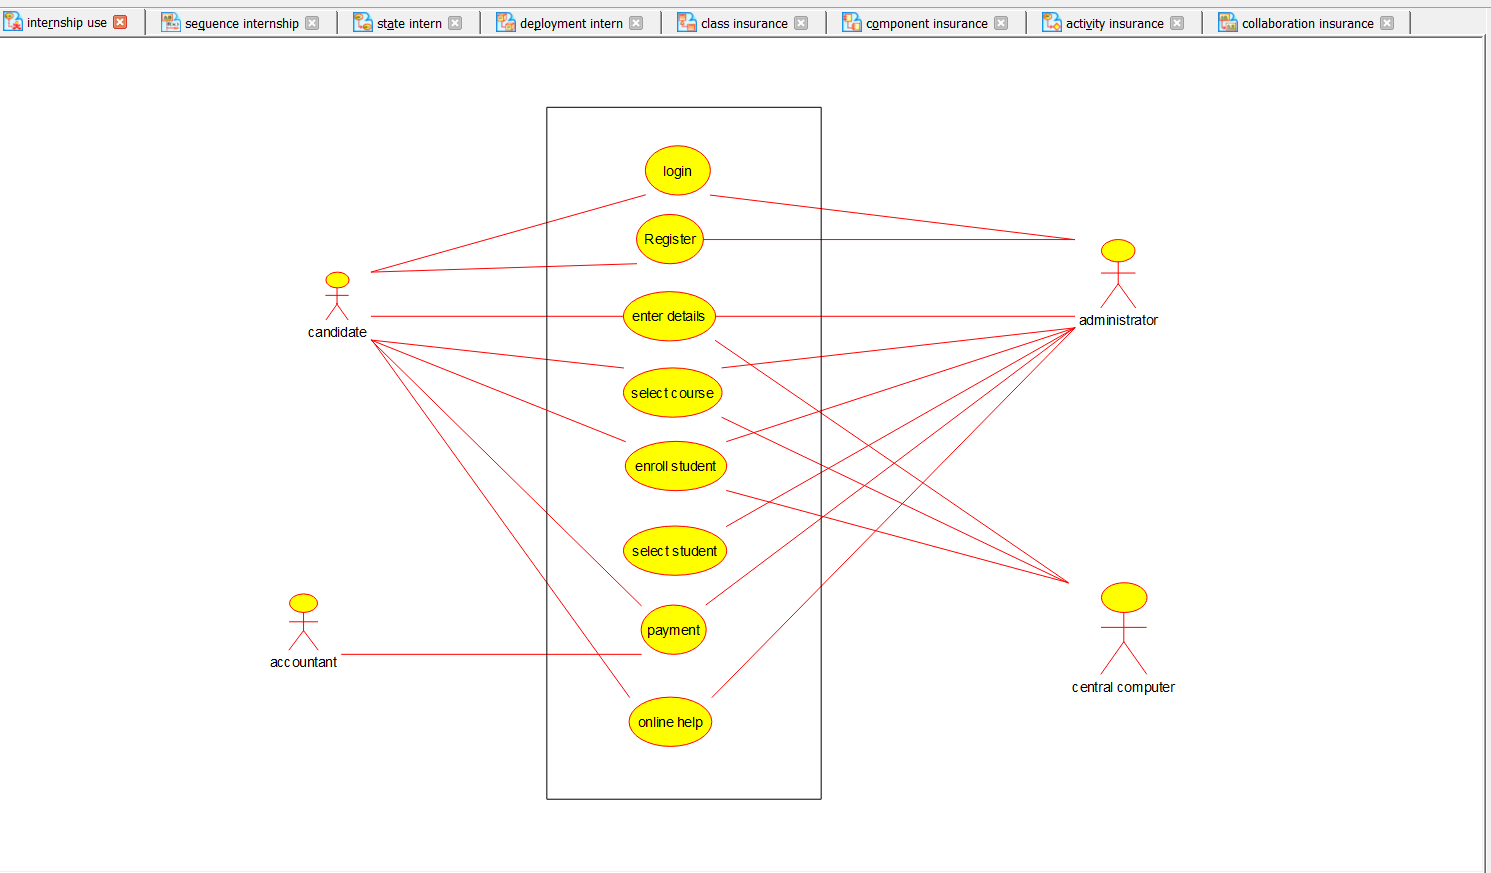 internship use
sequence internship
state intern
deployment intern
class insurance
component insurance
activity insurance
collaboration insurance
login
Register
candidate
enter details
administrator
select course
enroll student
select student
payment
accountant
central computer
online help